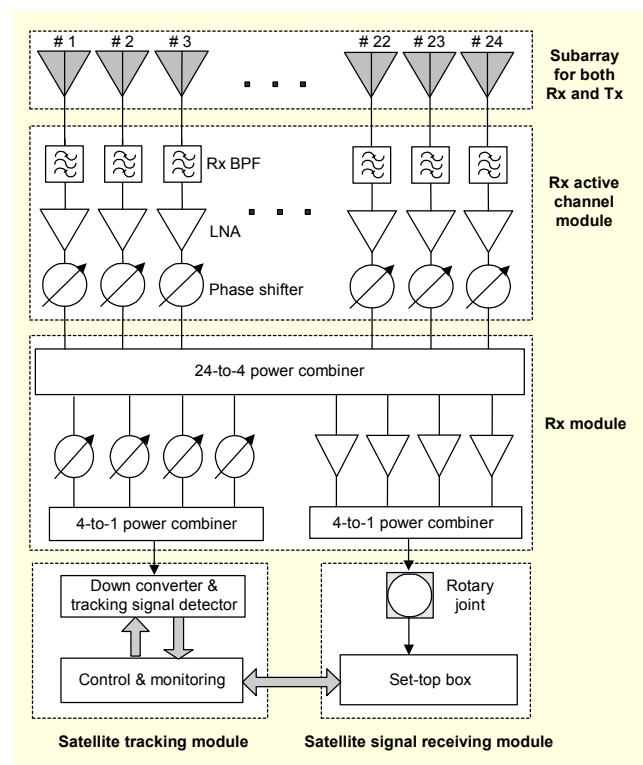 # 1 # 2 # 3 # 22 # 23 # 24
Subarray
for both
Rx and Tx
Rx BPF
LNA
Phase shifter
Rx active
channel
module
24-to-4 power combiner
Rx module
4-to-1 power combiner
4-to-1 power combiner
Down converter &
tracking signal detector
Rotary
joint
Control & monitoring
Set-top box
Satellite tracking module
Satellite signal receiving module